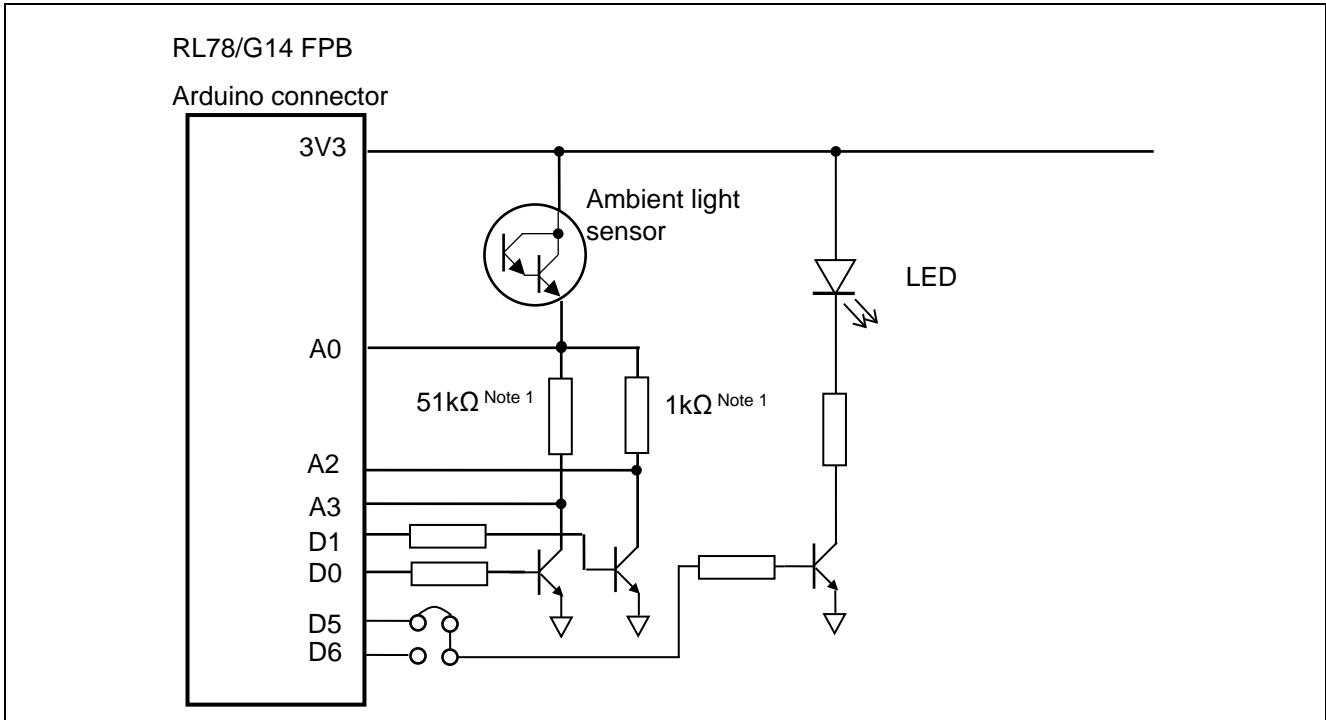 RL78/G14 FPB
Arduino connector
3V3
Ambient light
sensor
LED
A0
51kΩ Note 1
1kΩ Note 1
A2
A3
D1
D0
D5
D6